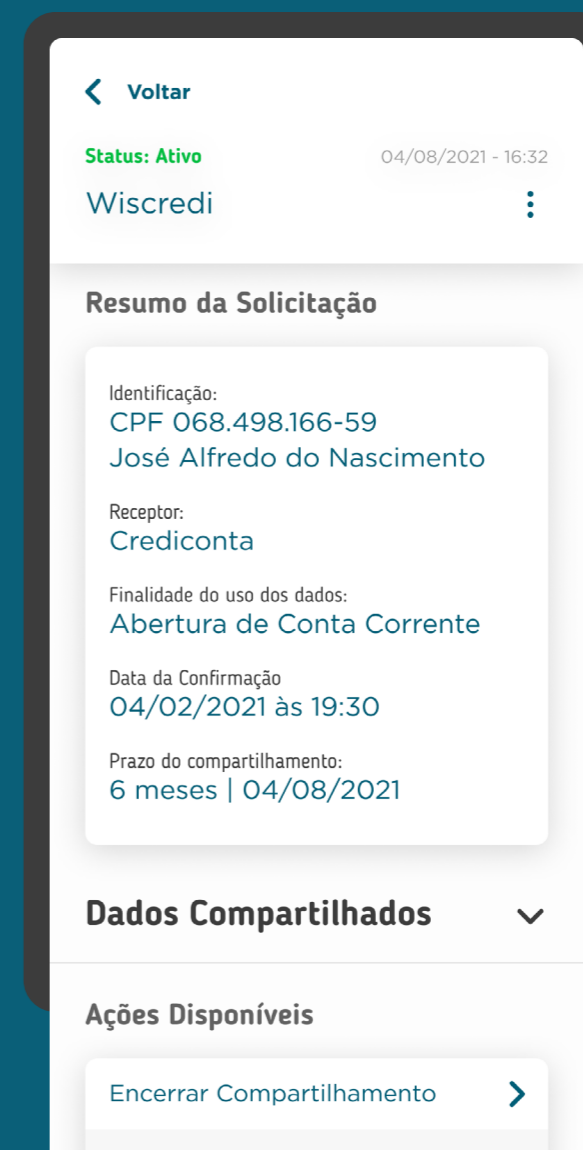 Voltar
Status: Ativo
04/08/2021 - 16:32
Wiscredi
Resumo da Solicitação
Identificação:
CPF 068.498.166-59
José Alfredo do Nascimento
Receptor:
Crediconta
Finalidade do uso dos dados:
Abertura de Conta Corrente
Data da Confirmação
04/02/2021 às 19:30
Prazo do compartilhamento:
6 meses | 04/08/2021
Dados Compartilhados
Ações Disponíveis
Encerrar Compartilhamento